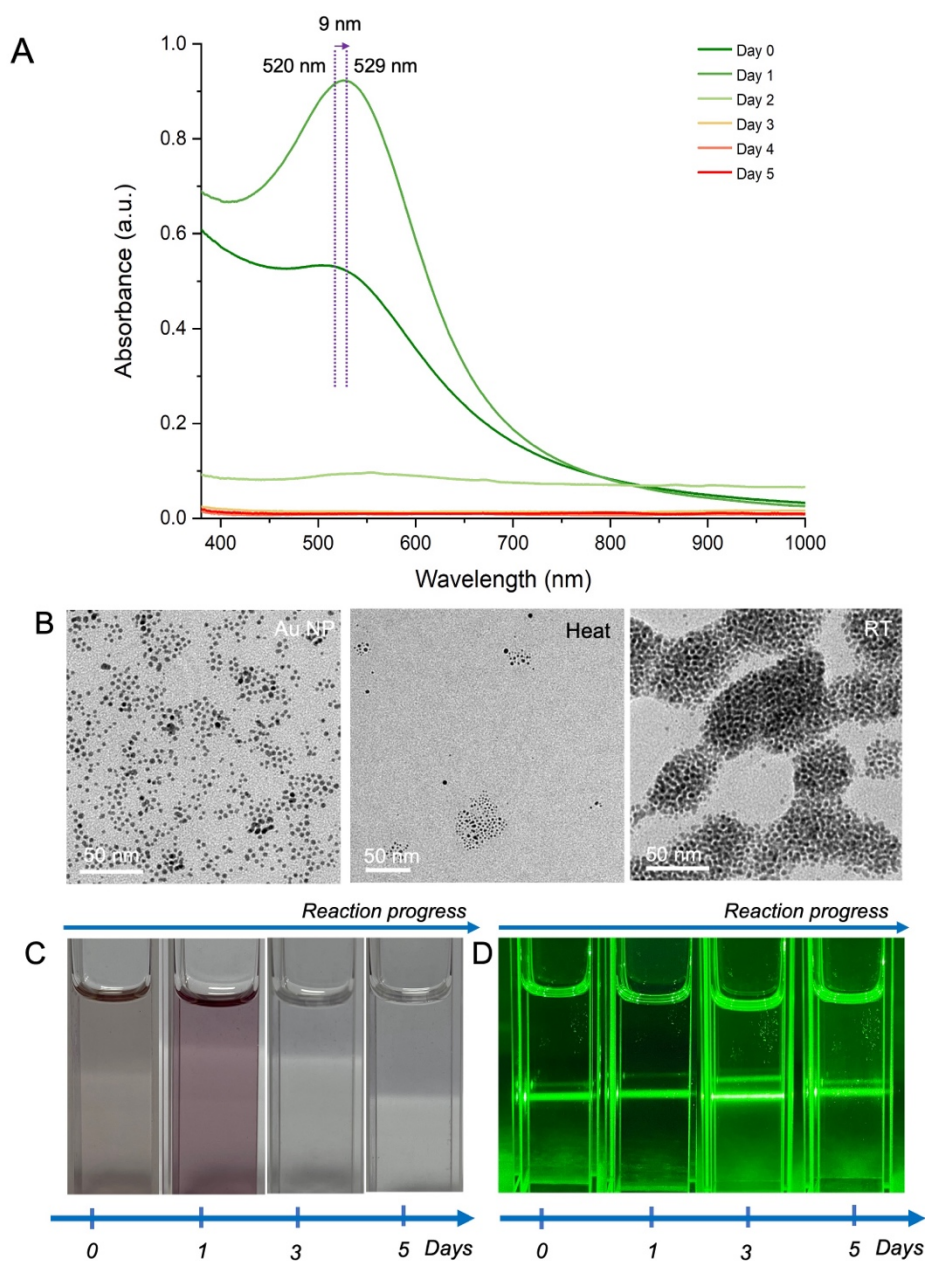 A
9 nm
520 nm
529 nm
Day 0
Day 1
Day 2
Day 3
Day 4
Day 5
1.0
0.8
0.6
0.4
0.2
0.0
Absorbance (a.u.)
400 500 600 700 800 900 1000
Wavelength (nm)
B
Au NP
50 nm
Heat
50 nm
RT
50 nm
Reaction progress
Reaction progress
C
D
0 1 3 5 Days
0 1 3 5 Days